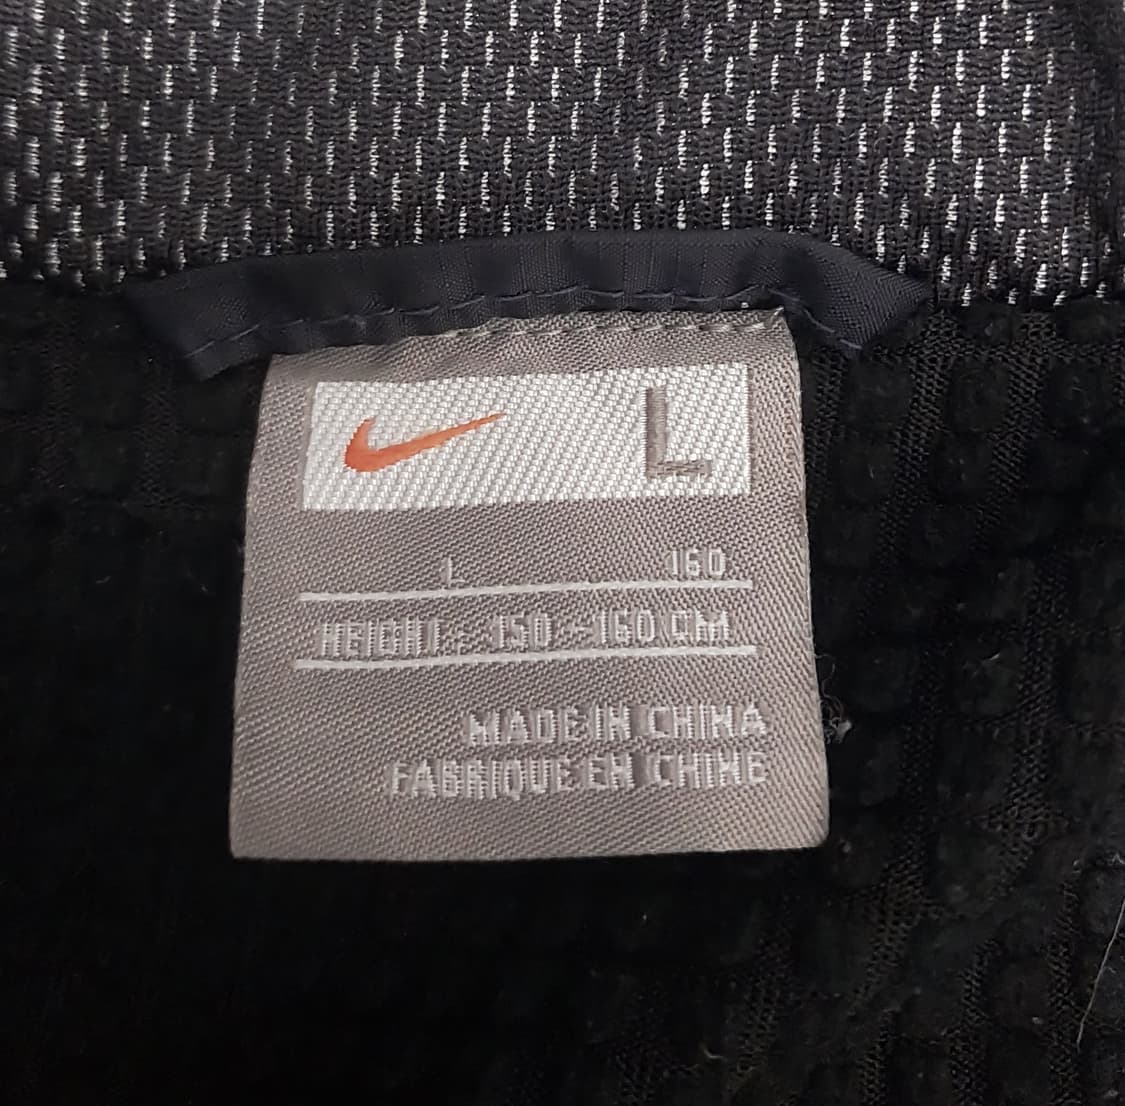 L
L 160
HEIGHT: 150 - 160 CM
MADE IN CHINA
FABRIQUE EN CHINE